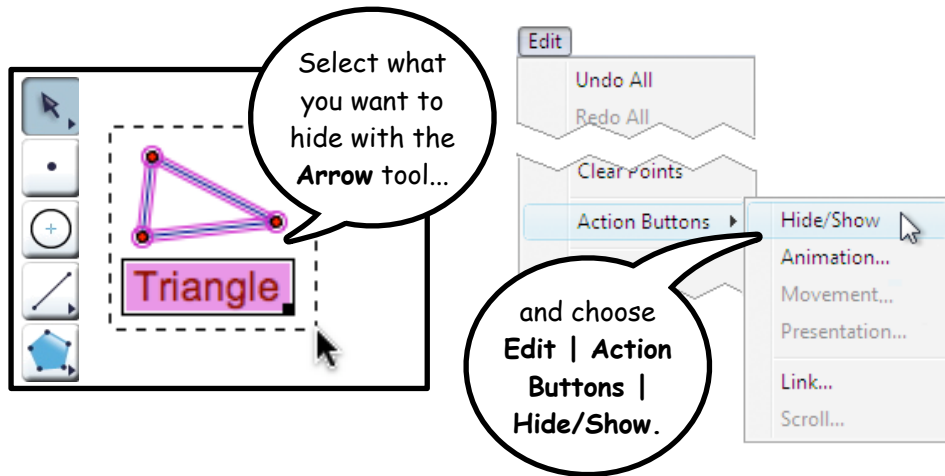 Select what
you want to
hide with the
Arrow tool...
Triangle
Edit
Undo All
Redo All
Clear Points
Action Buttons
Hide/Show
Animation...
Movement...
Presentation...
Link...
Scroll...
and choose
Edit | Action
Buttons |
Hide/Show.